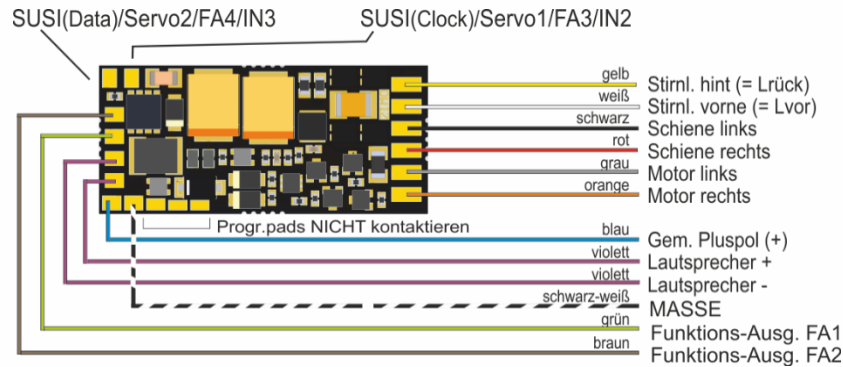 SUSI(Data)/Servo2/FA4/IN3
SUSI(Clock)/Servo1/FA3/IN2
gelb Stirnl. hint (= Lrück)
weiß Stirnl. vorne (= Lvor)
schwarz Schiene links
rot Schiene rechts
grau Motor links
orange Motor rechts
Progr.pads NICHT kontaktieren
blau Gem. Pluspol (+)
violett Lautsprecher +
violett Lautsprecher -
schwarz-weiß MASSE
grün Funktions-Ausg. FA1
braun Funktions-Ausg. FA2